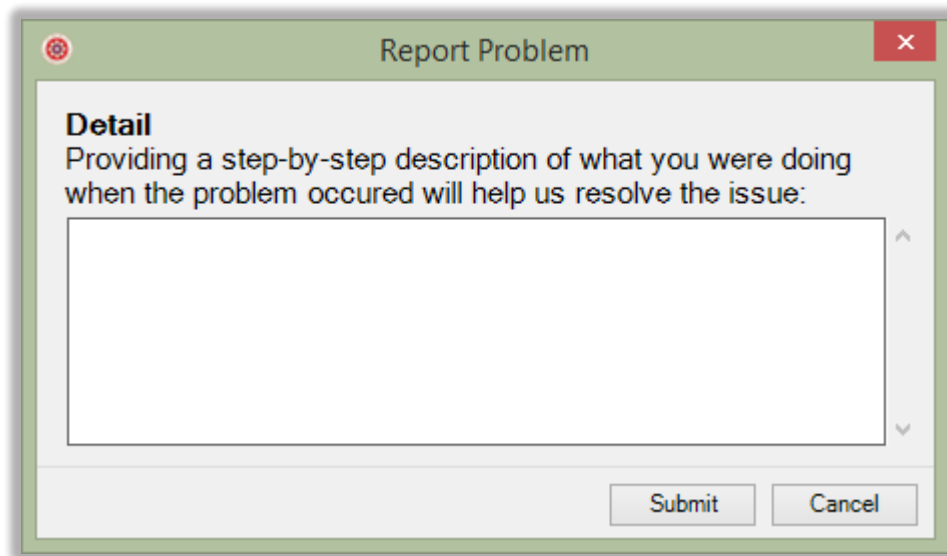 Report Problem
Detail
Providing a step-by-step description of what you were doing
when the problem occured will help us resolve the issue:
Submit Cancel